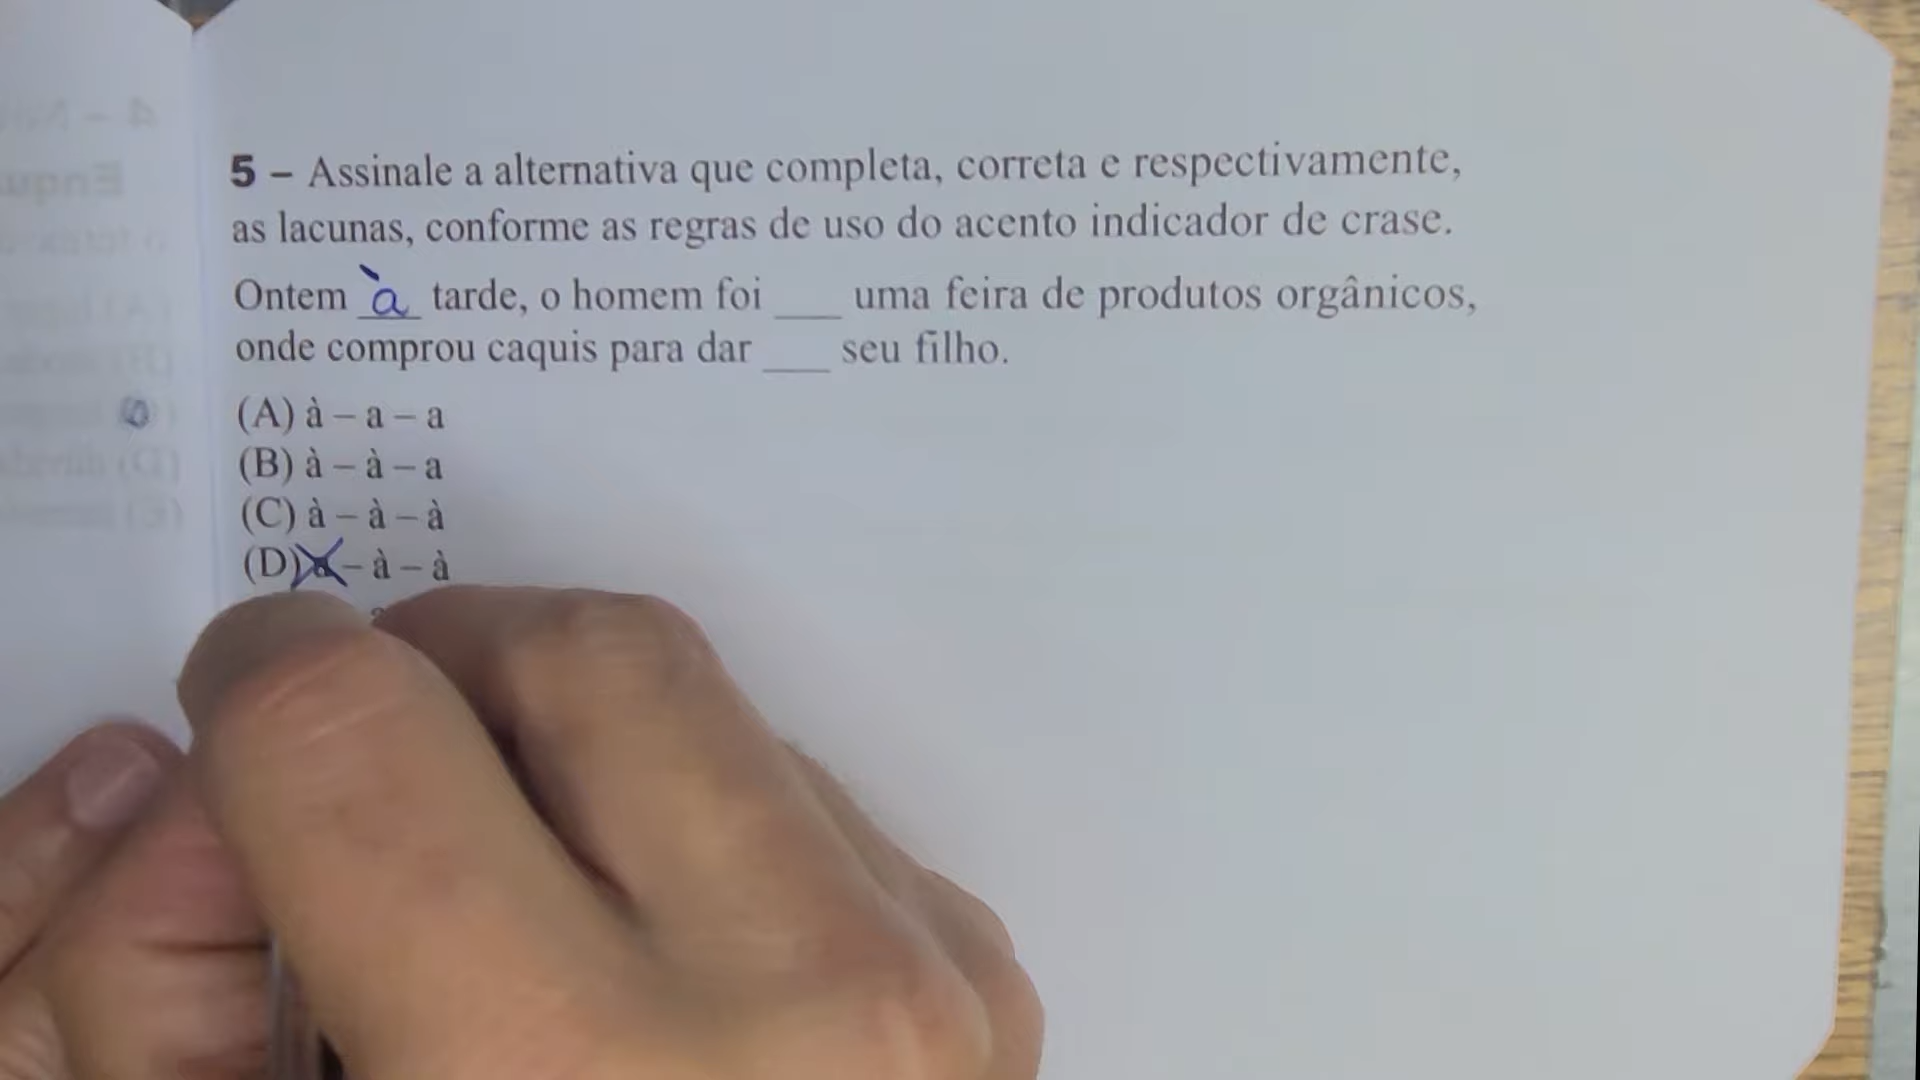 5 – Assinale a alternativa que completa, correta e respectivamente,
as lacunas, conforme as regras de uso do acento indicador de crase.
Ontem à tarde, o homem foi ___ uma feira de produtos orgânicos,
onde comprou caquis para dar ___ seu filho.
(A) à – a – a
(B) à – à – a
(C) à – à – à
(D) a – à – à